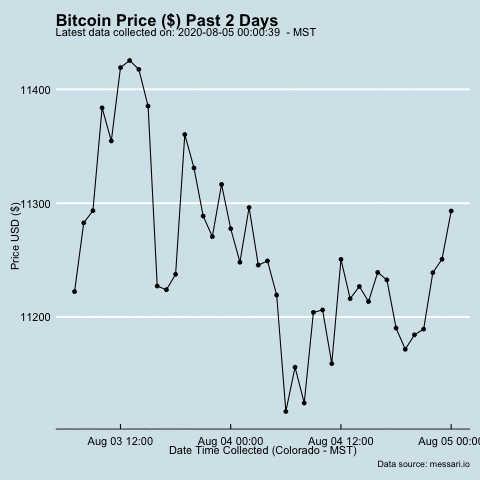 Bitcoin Price ($) Past 2 Days
Latest data collected on: 2020-08-05 00:00:39 - MST
11400
11300
11200
Price USD ($)
Aug 03 12:00 Aug 04 00:00 Aug 04 12:00 Aug 05 00:00
Date Time Collected (Colorado - MST)
Data source: messari.io